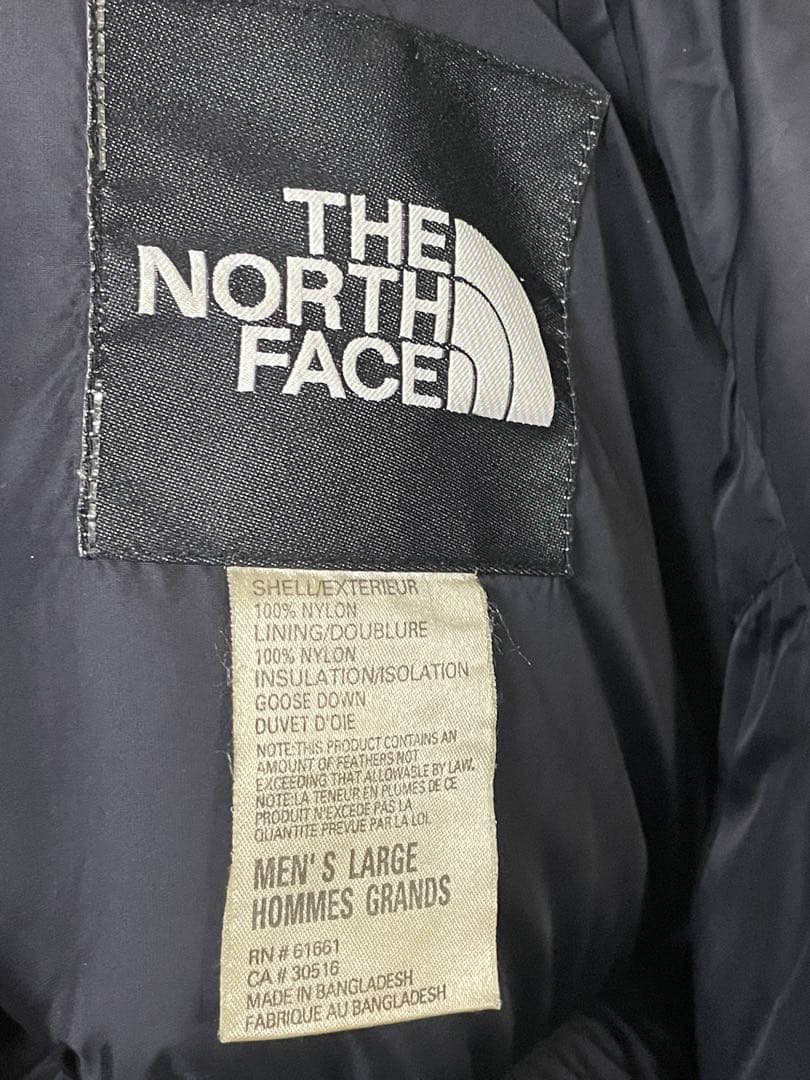 THE
NORTH
FACE
SHELL/EXTERIEUR
100% NYLON
LINING/DOUBLURE
100% NYLON
INSULATION/ISOLATION
GOOSE DOWN
DUVET D'OIE
NOTE:THIS PRODUCT CONTAINS AN
AMOUNT OF FEATHERS NOT
EXCEEDING THAT ALLOWABLE BY LAW.
NOTE:LA TENEUR EN PLUMES DE CE
PRODUIT N'EXCEDE PAS LA
QUANTITE PREVUE PAR LA LOI.
MEN'S LARGE
HOMMES GRANDS
RN # 61661
CA # 30516
MADE IN BANGLADESH
FABRIQUE AU BANGLADESH